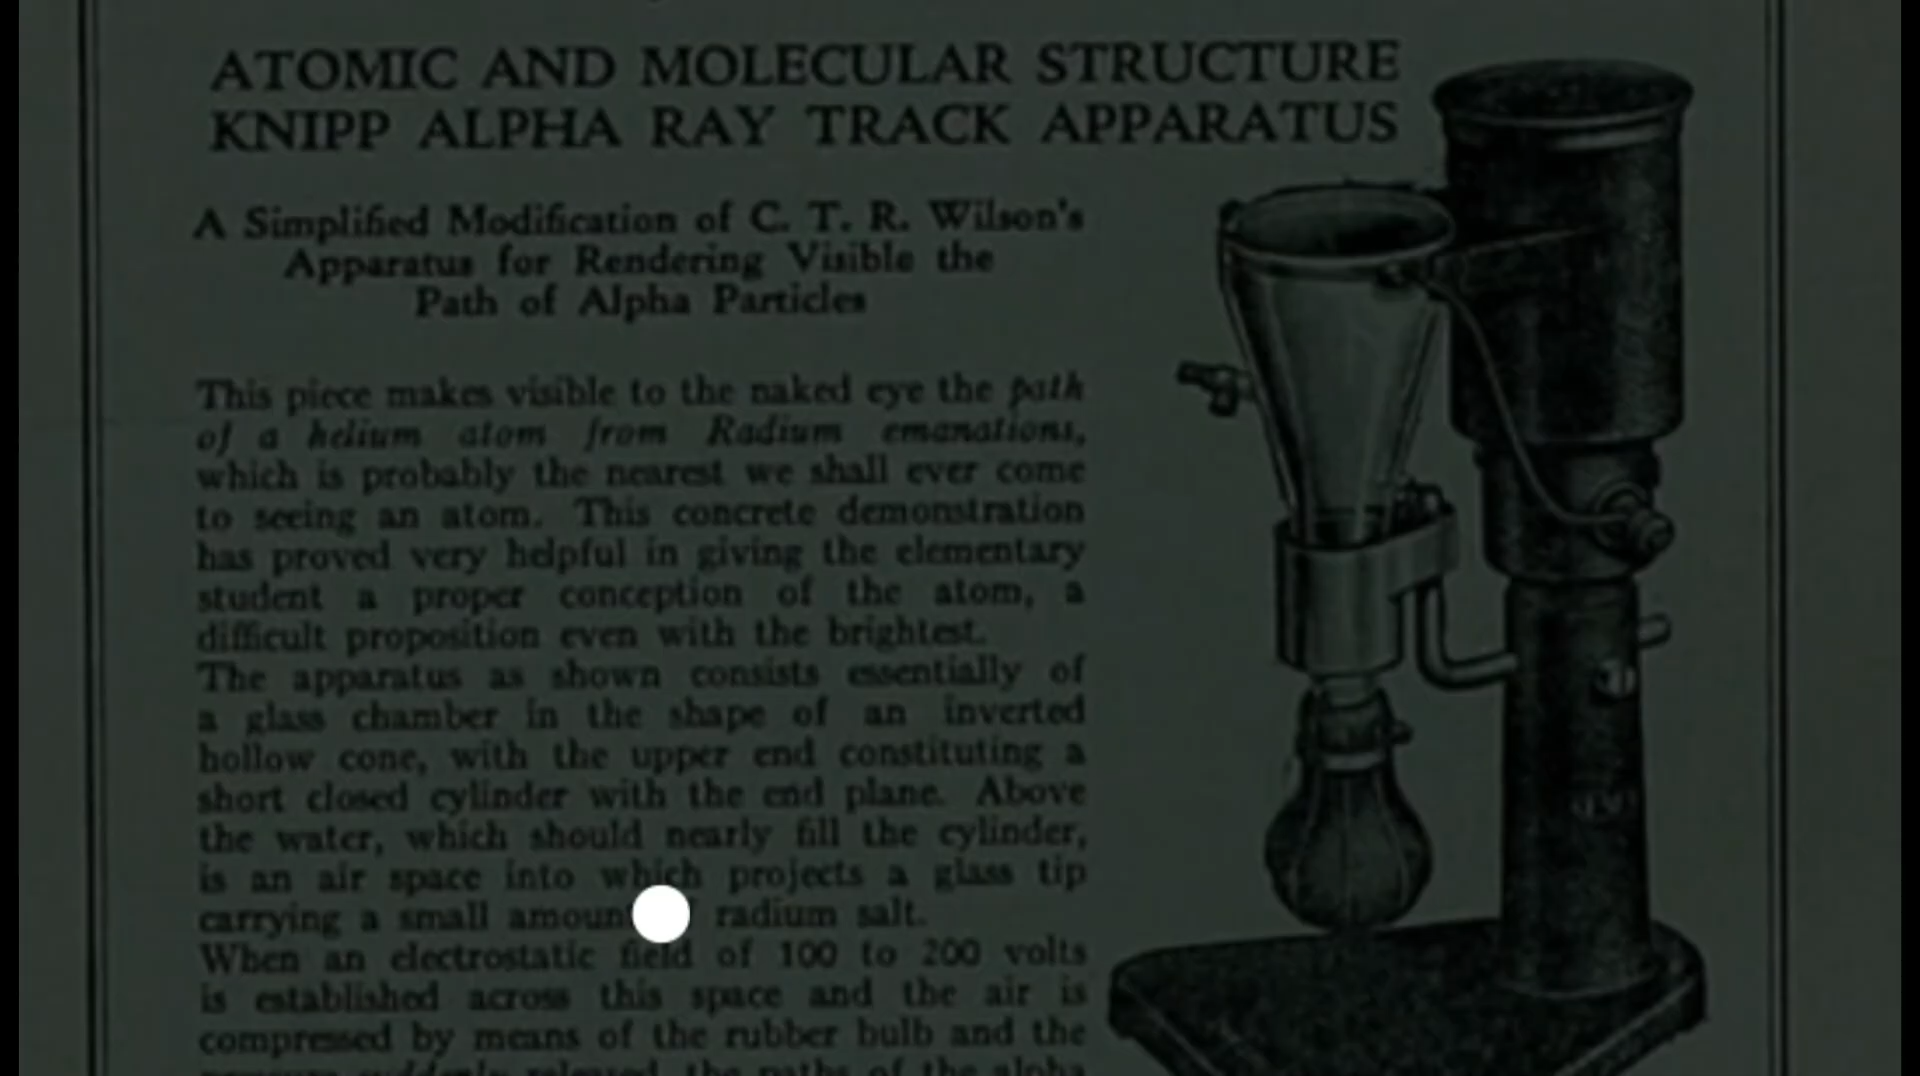 ATOMIC AND MOLECULAR STRUCTURE
KNIPP ALPHA RAY TRACK APPARATUS
A Simplified Modification of C. T. R. Wilson's
Apparatus for Rendering Visible the
Path of Alpha Particles
This piece makes visible to the naked eye the path
of a helium atom from Radium emanations,
which is probably the nearest we shall ever come
to seeing an atom. This concrete demonstration
has proved very helpful in giving the elementary
student a proper conception of the atom, a
difficult proposition even with the brightest.
The apparatus as shown consists essentially of
a glass chamber in the shape of an inverted
hollow cone, with the upper end constituting a
short closed cylinder with the end plane. Above
the water, which should nearly fill the cylinder,
is an air space into which projects a glass tip
carrying a small amoun radium salt.
When an electrostatic field of 100 to 200 volts
is established across this space and the air is
compressed by means of the rubber bulb and the
suddenly released, the paths of the alpha